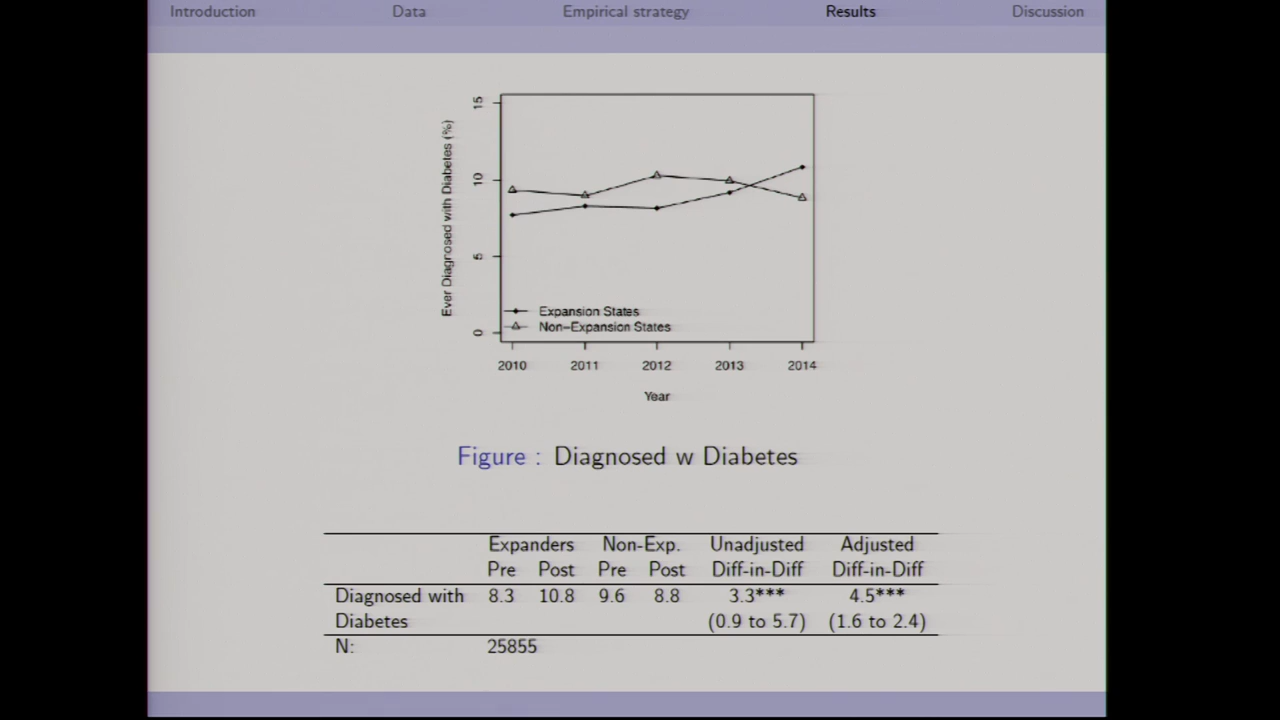 Introduction Data Empirical strategy Results Discussion
Ever Diagnosed with Diabetes (%)
15
10
5
0
Expansion States
Non-Expansion States
2010 2011 2012 2013 2014
Year
Figure : Diagnosed w Diabetes
Expanders Non-Exp. Unadjusted Adjusted
Pre Post Pre Post Diff-in-Diff Diff-in-Diff
Diagnosed with 8.3 10.8 9.6 8.8 3.3*** 4.5***
Diabetes (0.9 to 5.7) (1.6 to 2.4)
N: 25855